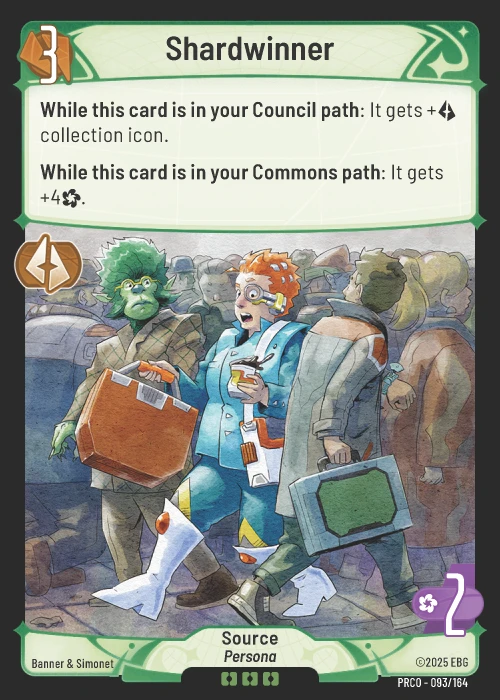 3
Shardwinner
While this card is in your Council path: It gets +
collection icon.
While this card is in your Commons path: It gets
+4.
2
Source
Persona
Banner & Simonet
©2025 EBG
PRCO - 093/164